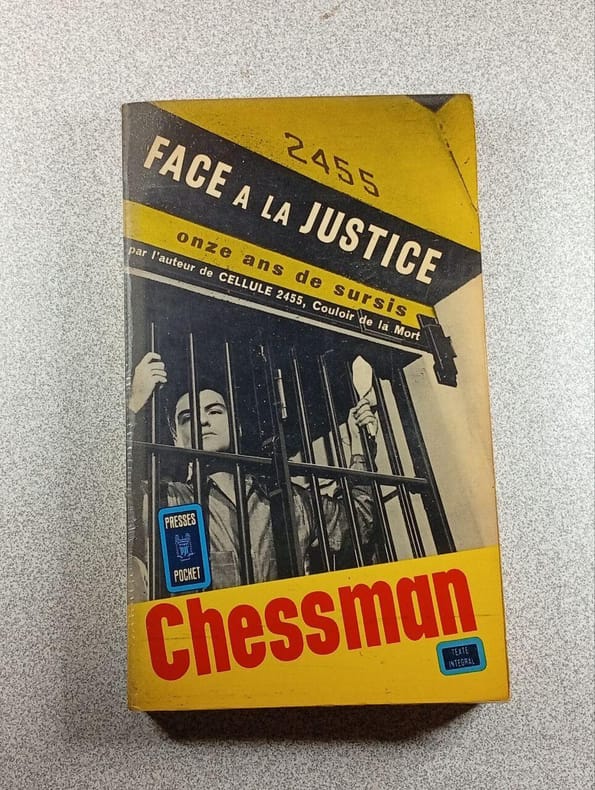 2455
FACE A LA JUSTICE
onze ans de sursis
par l'auteur de CELLULE 2455, Couloir de la Mort
PRESSES
POCKET
Chessman
TEXTE
INTEGRAL